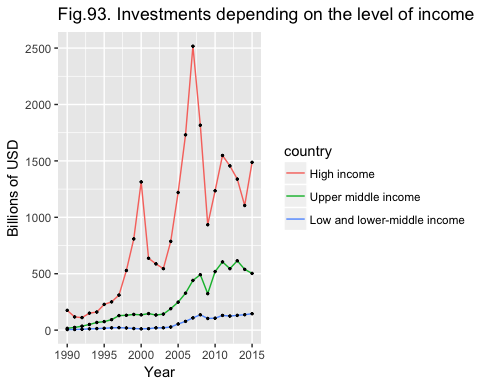 Fig.93. Investments depending on the level of income
2500
2000
1500
1000
500
0
Billions of USD
1990 1995 2000 2005 2010 2015
Year
country
High income
Upper middle income
Low and lower-middle income